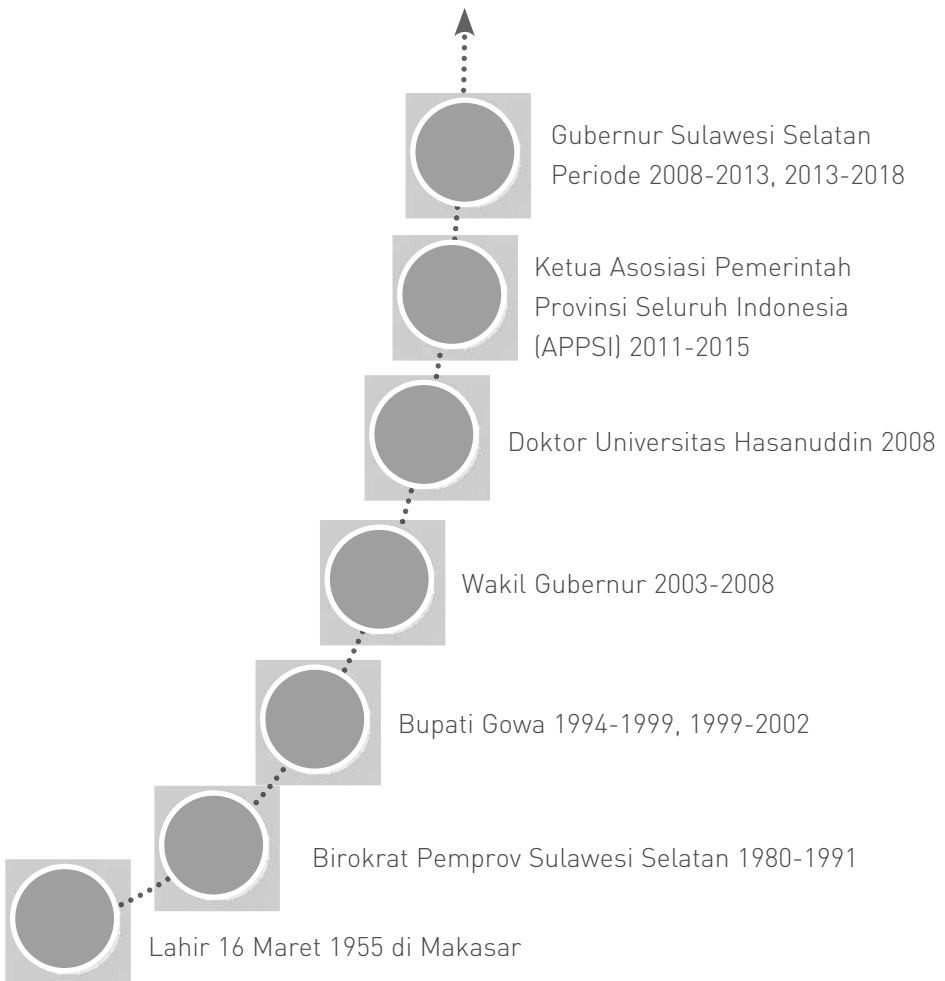 Gubernur Sulawesi Selatan
Periode 2008-2013, 2013-2018
Ketua Asosiasi Pemerintah
Provinsi Seluruh Indonesia
(APPSI) 2011-2015
Doktor Universitas Hasanuddin 2008
Wakil Gubernur 2003-2008
Bupati Gowa 1994-1999, 1999-2002
Birokrat Pemprov Sulawesi Selatan 1980-1991
Lahir 16 Maret 1955 di Makasar